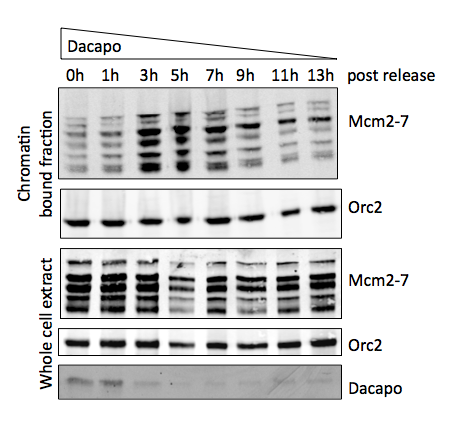 Dacapo
0h 1h 3h 5h 7h 9h 11h 13h post release
Chromatin
bound fraction
Mcm2-7
Orc2
Whole cell extract
Mcm2-7
Orc2
Dacapo